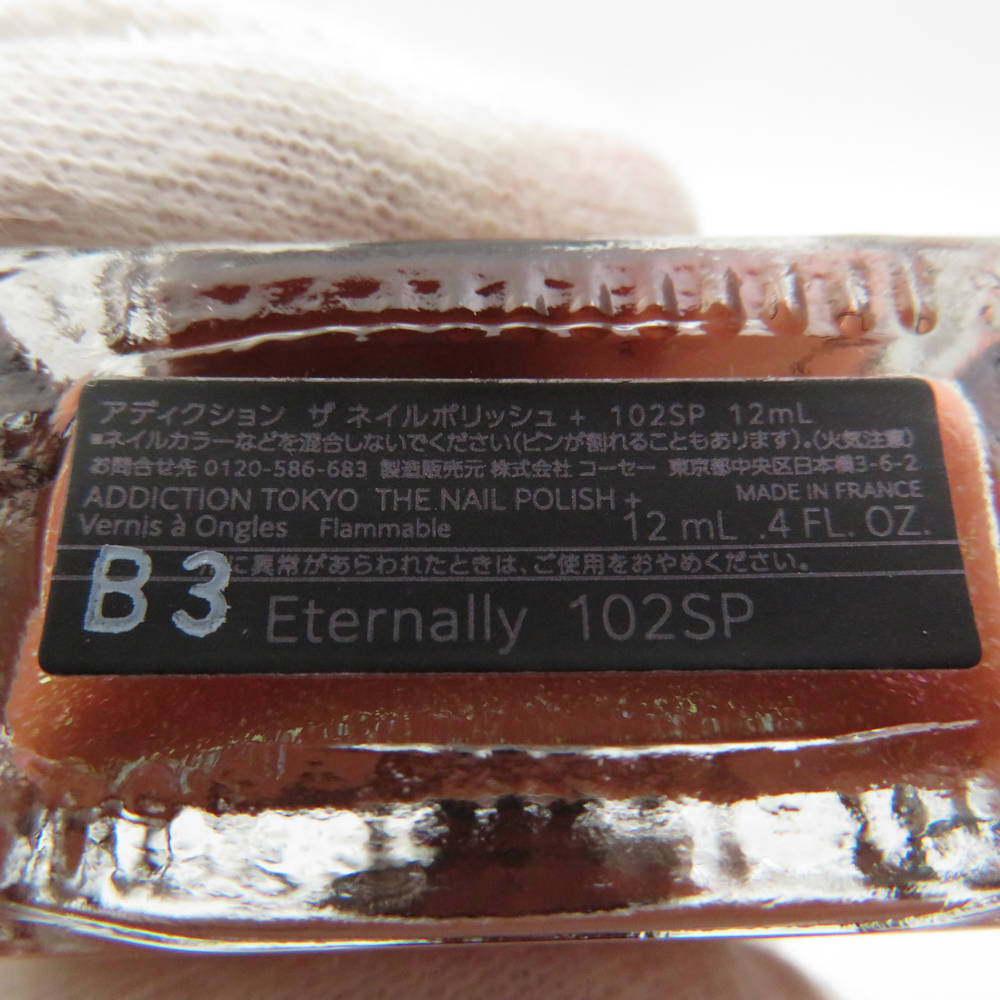 アディクション ザ ネイルポリッシュ + 102SP 12mL
■ネイルカラーなどを混合しないでください(ビンが割れることもあります)。(火気注意)
お問合せ先 0120-586-683 製造販売元 株式会社 コーセー 東京都中央区日本橋3-6-2
ADDICTION TOKYO THE NAIL POLISH + MADE IN FRANCE
Vernis à Ongles Flammable 12 mL .4 FL. OZ.
に異常があらわれたときは、ご使用をおやめください。
B3 Eternally 102SP